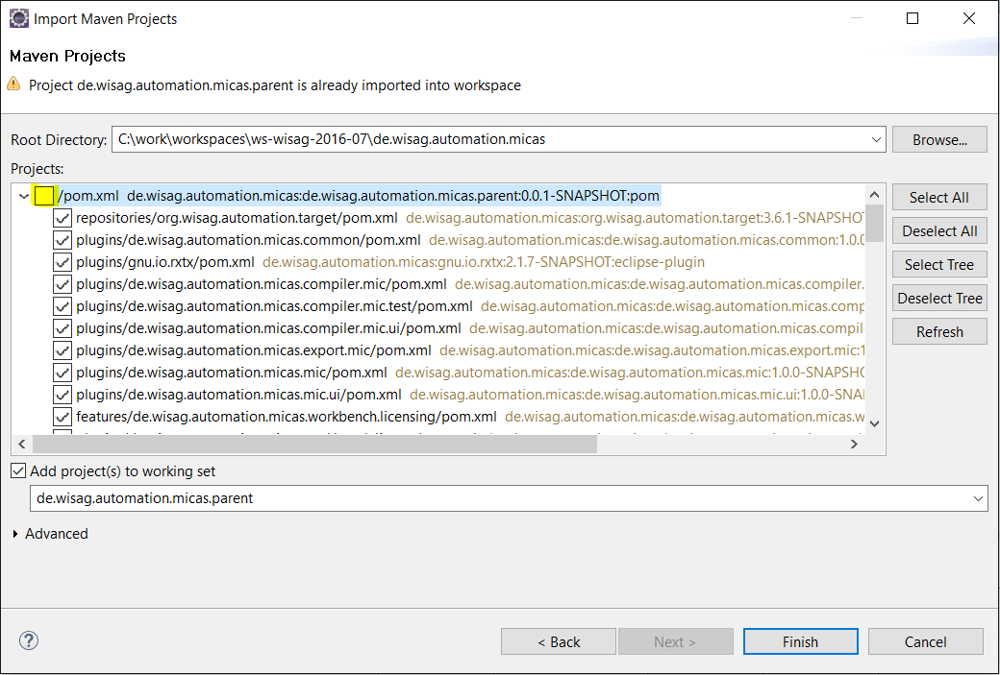 Import Maven Projects
Maven Projects
Project de.wisag.automation.micas.parent is already imported into workspace
Root Directory: C:\work\workspaces\ws-wisag-2016-07\de.wisag.automation.micas Browse...
Projects:
/pom.xml de.wisag.automation.micas:de.wisag.automation.micas.parent:0.0.1-SNAPSHOT:pom Select All
repositories/org.wisag.automation.target/pom.xml de.wisag.automation.micas:org.wisag.automation.target:3.6.1-SNAPSHO
plugins/de.wisag.automation.micas.common/pom.xml de.wisag.automation.micas:de.wisag.automation.micas.common:1.0.0 Deselect All
plugins/gnu.io.rxtx/pom.xml de.wisag.automation.micas:gnu.io.rxtx:2.1.7-SNAPSHOT:eclipse-plugin Select Tree
plugins/de.wisag.automation.micas.compiler.mic/pom.xml de.wisag.automation.micas:de.wisag.automation.micas.compiler.
plugins/de.wisag.automation.micas.compiler.mic.test/pom.xml de.wisag.automation.micas:de.wisag.automation.micas.comp Deselect Tree
plugins/de.wisag.automation.micas.compiler.mic.ui/pom.xml de.wisag.automation.micas:de.wisag.automation.micas.compil Refresh
plugins/de.wisag.automation.micas.export.mic/pom.xml de.wisag.automation.micas:de.wisag.automation.micas.export.mic:1
plugins/de.wisag.automation.micas.mic/pom.xml de.wisag.automation.micas:de.wisag.automation.micas.mic:1.0.0-SNAPSHO
plugins/de.wisag.automation.micas.mic.ui/pom.xml de.wisag.automation.micas:de.wisag.automation.micas.mic.ui:1.0.0-SNA
features/de.wisag.automation.micas.workbench.licensing/pom.xml de.wisag.automation.micas:de.wisag.automation.micas.w
Add project(s) to working set
de.wisag.automation.micas.parent
Advanced
? < Back Next > Finish Cancel